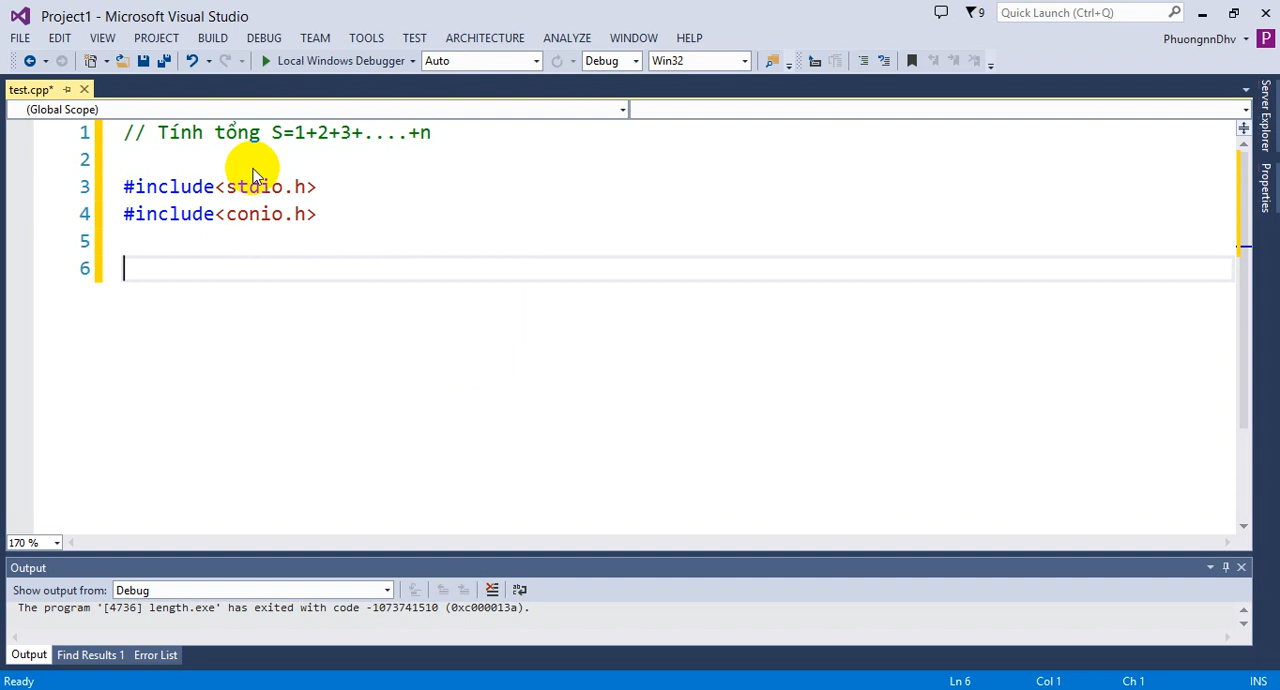 Project1 - Microsoft Visual Studio
9
Quick Launch (Ctrl+Q)
FILE EDIT VIEW PROJECT BUILD DEBUG TEAM TOOLS TEST ARCHITECTURE ANALYZE WINDOW HELP
PhuongnnDhv
P
Local Windows Debugger
Auto
Debug
Win32
test.cpp*
(Global Scope)
1 // Tính tổng S=1+2+3+....+n
2
3 #include<stdio.h>
4 #include<conio.h>
5
6
Server Explorer
Properties
170 %
Output
Show output from: Debug
The program '[4736] length.exe' has exited with code -1073741510 (0xc000013a).
Output Find Results 1 Error List
Ready Ln 6 Col 1 Ch 1 INS